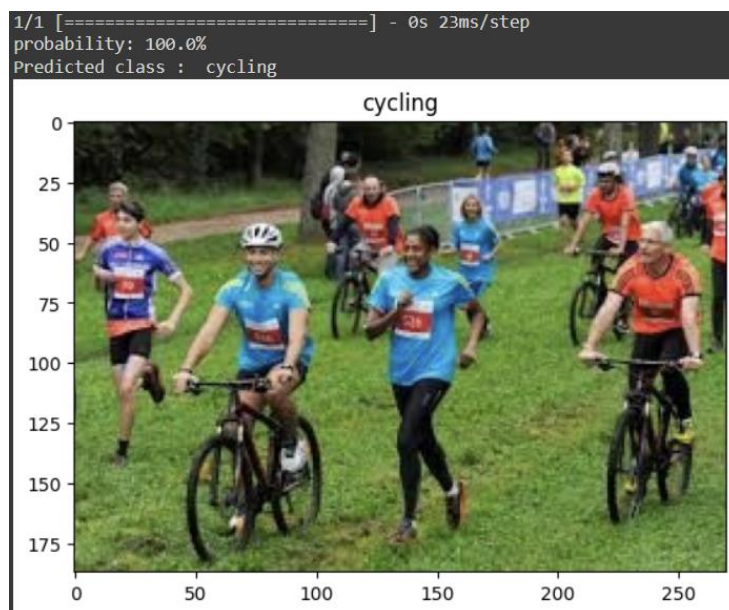 1/1 [==============================] - 0s 23ms/step
probability: 100.0%
Predicted class :  cycling
cycling
0
25
50
75
100
125
150
175
0 50 100 150 200 250